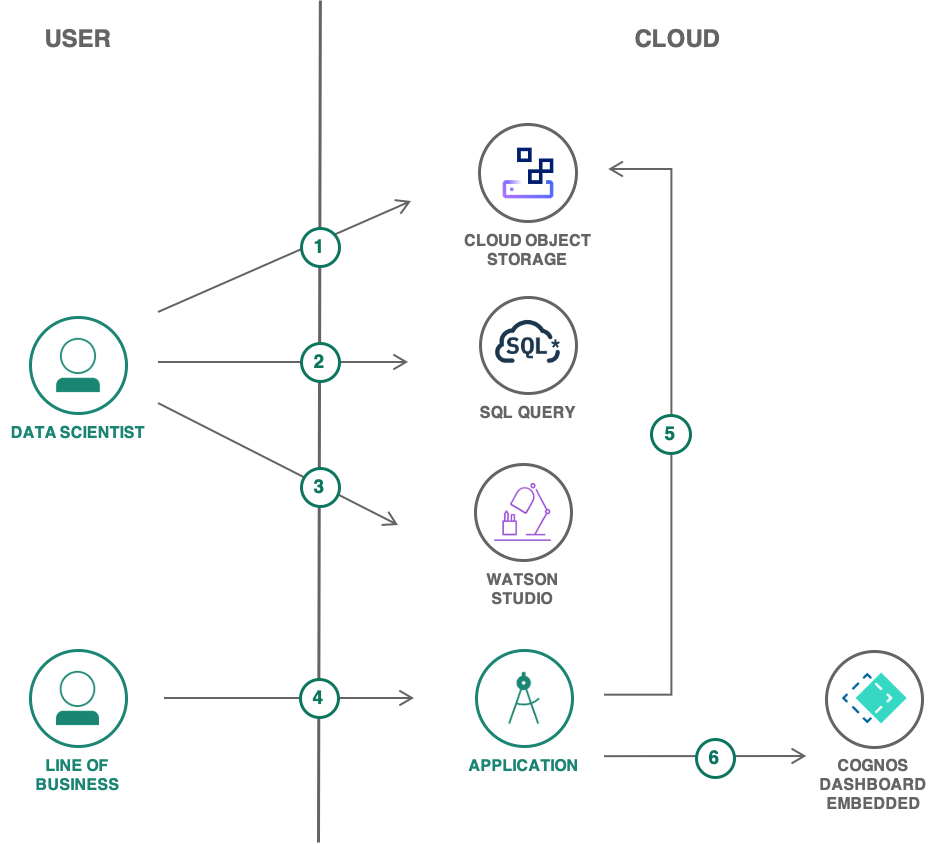 USER
CLOUD
CLOUD OBJECT
STORAGE
1
SQL*
2
SQL QUERY
DATA SCIENTIST
5
3
WATSON
STUDIO
4
LINE OF
BUSINESS
APPLICATION
6
COGNOS
DASHBOARD
EMBEDDED